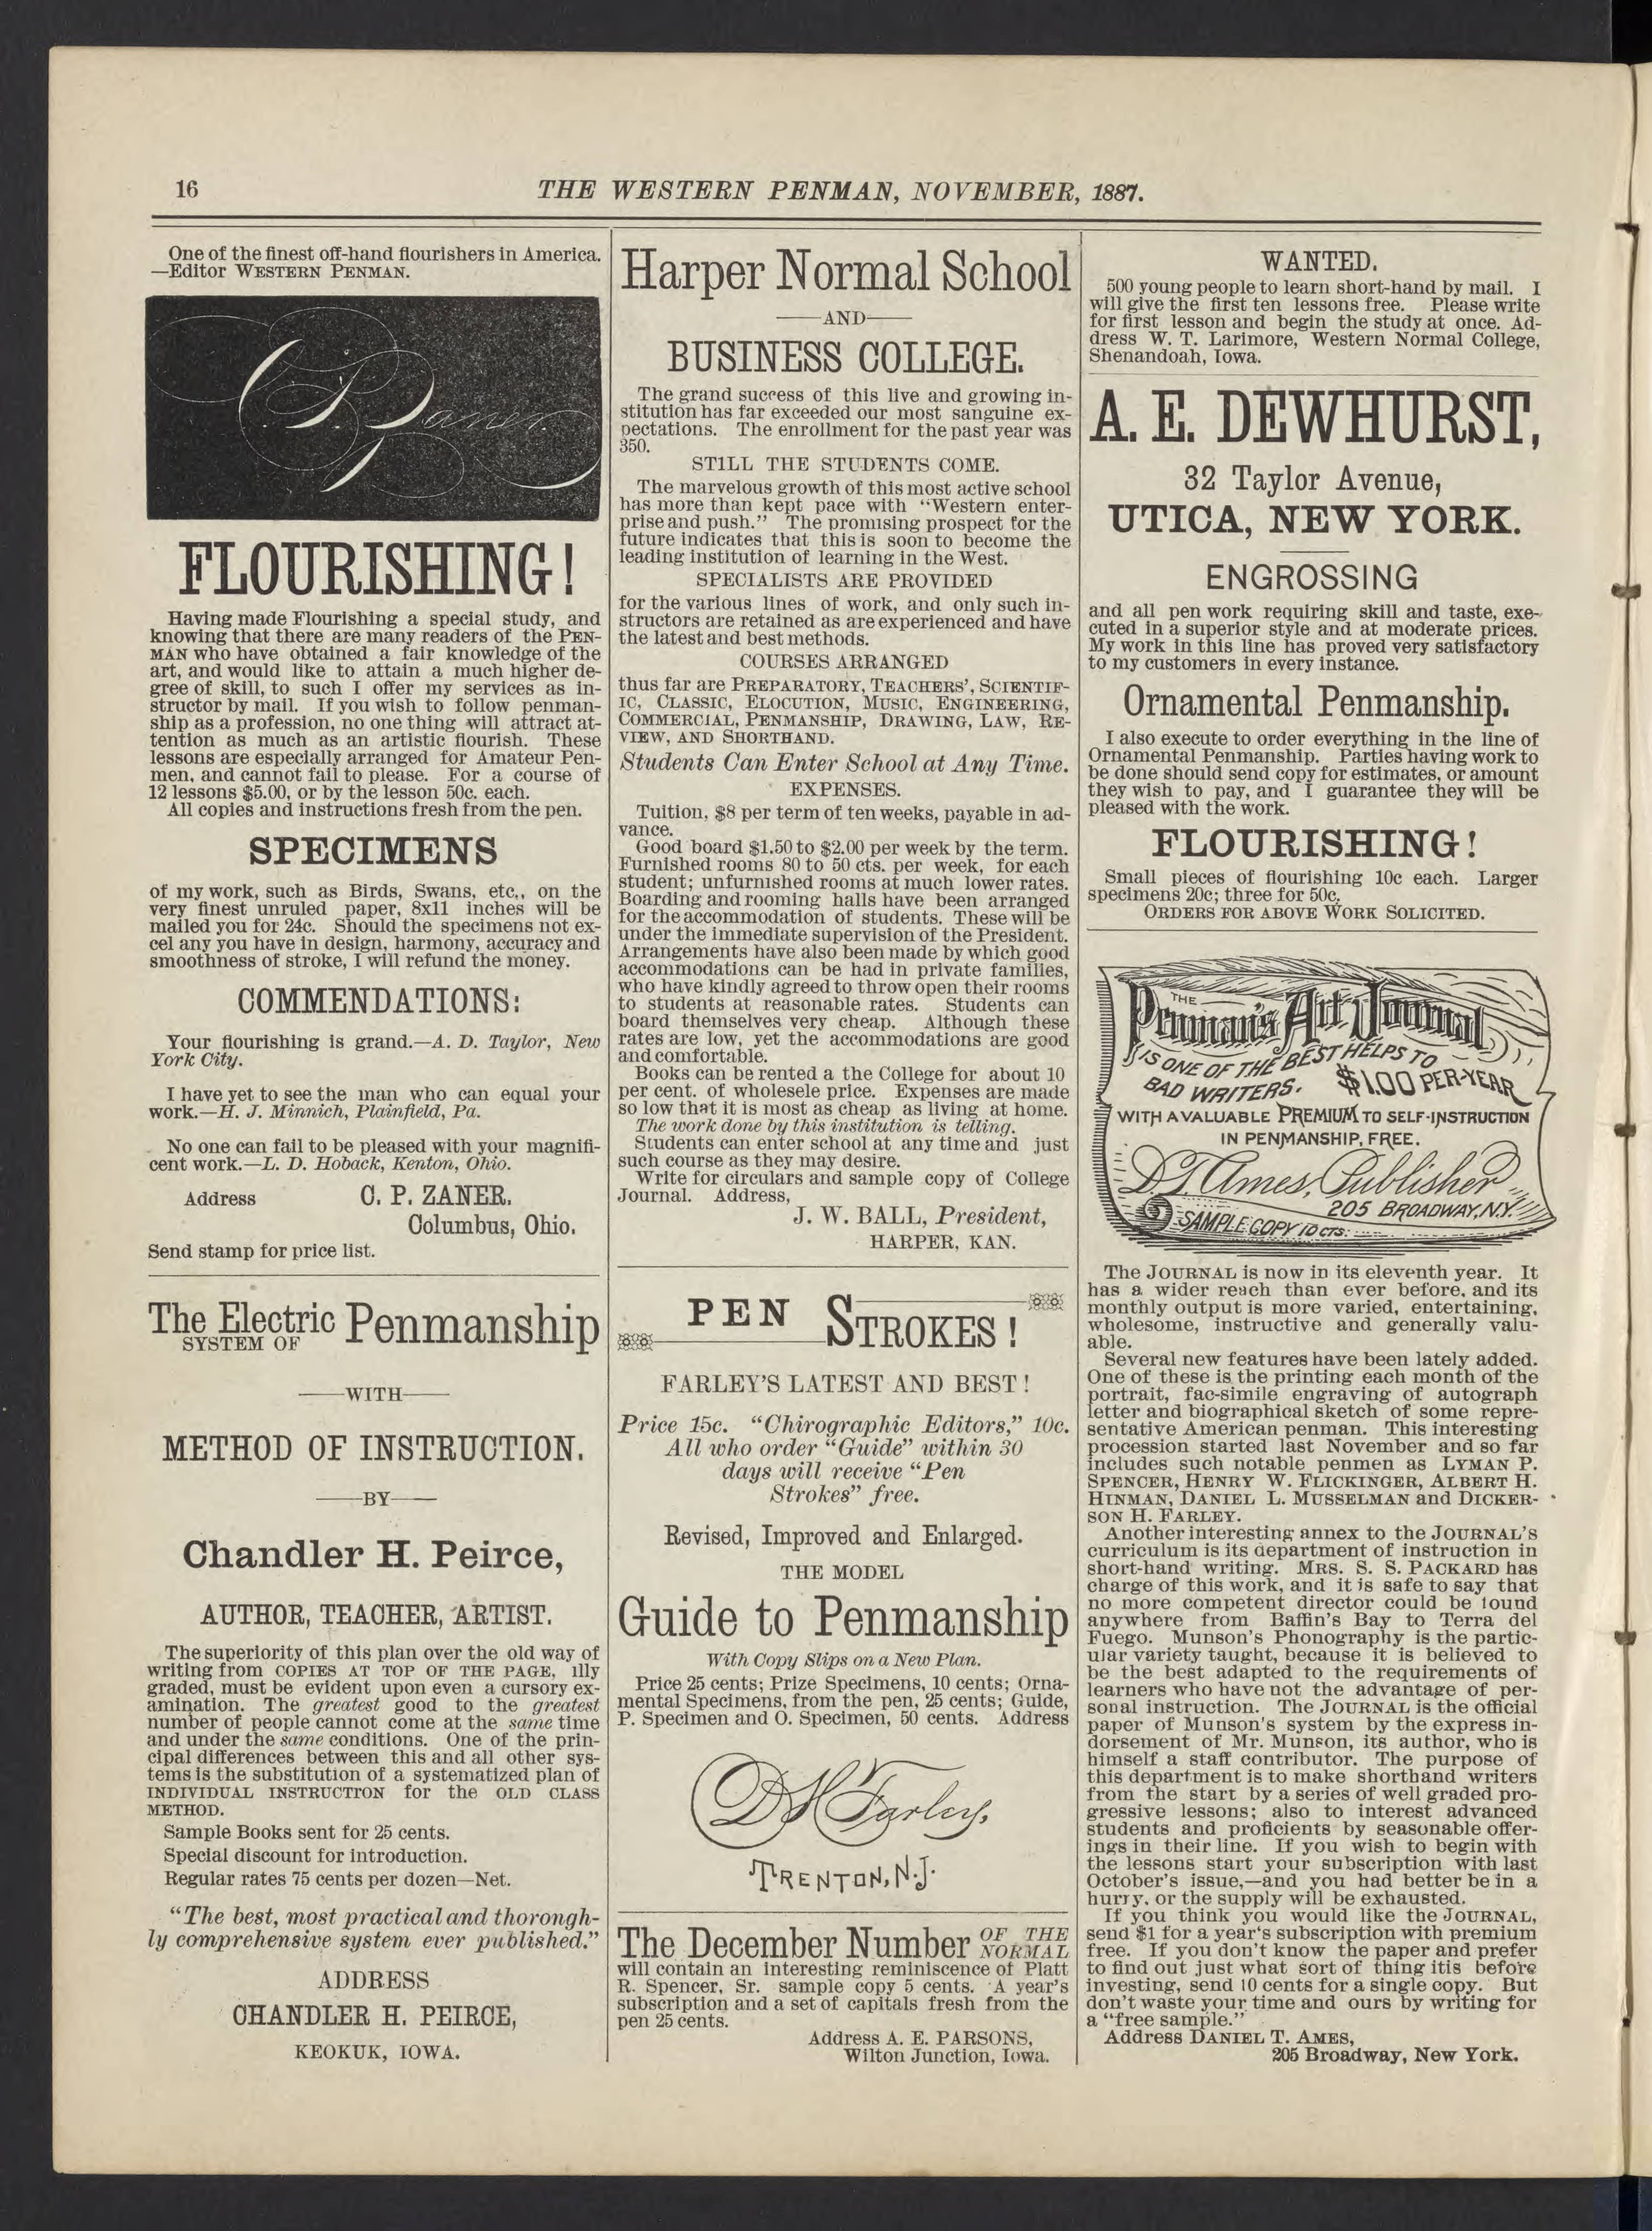 16
THE WESTERN PENMAN, NOVEMBER, 1887.
One of the finest off-hand flourishers in America.
—Editor WESTERN PENMAN.
C. P. Zaner.
FLOURISHING!
Having made Flourishing a special study, and
knowing that there are many readers of the PEN-
MAN who have obtained a fair knowledge of the
art, and would like to attain a much higher de-
gree of skill, to such I offer my services as in-
structor by mail. If you wish to follow penman-
ship as a profession, no one thing will attract at-
tention as much as an artistic flourish. These
lessons are especially arranged for Amateur Pen-
men, and cannot fail to please. For a course of
12 lessons $5.00, or by the lesson 50c. each.
All copies and instructions fresh from the pen.
SPECIMENS
of my work, such as Birds, Swans, etc., on the
very finest unruled paper, 8x11 inches will be
mailed you for 24c. Should the specimens not ex-
cel any you have in design, harmony, accuracy and
smoothness of stroke, I will refund the money.
COMMENDATIONS:
Your flourishing is grand.—A. D. Taylor, New
York City.
I have yet to see the man who can equal your
work.—H. J. Minnich, Plainfield, Pa.
No one can fail to be pleased with your magnifi-
cent work.—L. D. Hoback, Kenton, Ohio.
Address C. P. ZANER.
Columbus, Ohio.
Send stamp for price list.
The Electric
SYSTEM OF
Penmanship
—WITH—
METHOD OF INSTRUCTION.
—BY—
Chandler H. Peirce,
AUTHOR, TEACHER, ARTIST.
The superiority of this plan over the old way of
writing from COPIES AT TOP OF THE PAGE, illy
graded, must be evident upon even a cursory ex-
amination. The greatest good to the greatest
number of people cannot come at the same time
and under the same conditions. One of the prin-
cipal differences between this and all other sys-
tems is the substitution of a systematized plan of
INDIVIDUAL INSTRUCTION for the OLD CLASS
METHOD.
Sample Books sent for 25 cents.
Special discount for introduction.
Regular rates 75 cents per dozen—Net.
“The best, most practical and thorongh-
ly comprehensive system ever published.”
ADDRESS
CHANDLER H. PEIRCE,
KEOKUK, IOWA.
Harper Normal School
—AND—
BUSINESS COLLEGE.
The grand success of this live and growing in-
stitution has far exceeded our most sanguine ex-
pectations. The enrollment for the past year was
350.
ST1LL THE STUDENTS COME.
The marvelous growth of this most active school
has more than kept pace with “Western enter-
prise and push.” The promising prospect for the
future indicates that this is soon to become the
leading institution of learning in the West.
SPECIALISTS ARE PROVIDED
for the various lines of work, and only such in-
structors are retained as are experienced and have
the latest and best methods.
COURSES ARRANGED
thus far are PREPARATORY, TEACHERS’, SCIENTIF-
IC, CLASSIC, ELOCUTION, MUSIC, ENGINEERING,
COMMERCIAL, PENMANSHIP, DRAWING, LAW, RE-
VIEW, AND SHORTHAND.
Students Can Enter School at Any Time.
EXPENSES.
Tuition, $8 per term of ten weeks, payable in ad-
vance.
Good board $1.50 to $2.00 per week by the term.
Furnished rooms 80 to 50 cts. per week, for each
student; unfurnished rooms at much lower rates.
Boarding and rooming halls have been arranged
for the accommodation of students. These will be
under the immediate supervision of the President.
Arrangements have also been made by which good
accommodations can be had in private families,
who have kindly agreed to throw open their rooms
to students at reasonable rates. Students can
board themselves very cheap. Although these
rates are low, yet the accommodations are good
and comfortable.
Books can be rented a the College for about 10
per cent. of wholesele price. Expenses are made
so low that it is most as cheap as living at home.
The work done by this institution is telling.
Students can enter school at any time and just
such course as they may desire.
Write for circulars and sample copy of College
Journal. Address,
J. W. BALL, President,
HARPER, KAN.
PEN STROKES!
FARLEY’S LATEST AND BEST!
Price 15c. “Chirographic Editors,” 10c.
All who order “Guide” within 30
days will receive “Pen
Strokes” free.
Revised, Improved and Enlarged.
THE MODEL
Guide to Penmanship
With Copy Slips on a New Plan.
Price 25 cents; Prize Specimens, 10 cents; Orna-
mental Specimens, from the pen, 25 cents; Guide,
P. Specimen and O. Specimen, 50 cents. Address
D H Farley,
TRENTON, N.J.
The December Number OF THE
NORMAL
will contain an interesting reminiscence of Platt
R. Spencer, Sr. sample copy 5 cents. A year’s
subscription and a set of capitals fresh from the
pen 25 cents.
Address A. E. PARSONS,
Wilton Junction, Iowa.
WANTED.
500 young people to learn short-hand by mail. I
will give the first ten lessons free. Please write
for first lesson and begin the study at once. Ad-
dress W. T. Larimore, Western Normal College,
Shenandoah, Iowa.
A. E. DEWHURST,
32 Taylor Avenue,
UTICA, NEW YORK.
ENGROSSING
and all pen work requiring skill and taste, exe-
cuted in a superior style and at moderate prices.
My work in this line has proved very satisfactory
to my customers in every instance.
Ornamental Penmanship.
I also execute to order everything in the line of
Ornamental Penmanship. Parties having work to
be done should send copy for estimates, or amount
they wish to pay, and I guarantee they will be
pleased with the work.
FLOURISHING!
Small pieces of flourishing 10c each. Larger
specimens 20c; three for 50c.
ORDERS FOR ABOVE WORK SOLICITED.
THE
Penman's Art Journal
IS ONE OF THE BEST HELPS TO
BAD WRITERS. $1.00 PER-YEAR
WITH A VALUABLE PREMIUM TO SELF-INSTRUCTION
IN PENMANSHIP, FREE.
D. T. Ames, Publisher
205 BROADWAY, N.Y.
SAMPLE COPY 10 CTS.
The JOURNAL is now in its eleventh year. It
has a wider reach than ever before, and its
monthly output is more varied, entertaining,
wholesome, instructive and generally valu-
able.
Several new features have been lately added.
One of these is the printing each month of the
portrait, fac-simile engraving of autograph
letter and biographical sketch of some repre-
sentative American penman. This interesting
procession started last November and so far
includes such notable penmen as LYMAN P.
SPENCER, HENRY W. FLICKINGER, ALBERT H.
HINMAN, DANIEL L. MUSSELMAN and DICKER-
SON H. FARLEY.
Another interesting annex to the JOURNAL’S
curriculum is its department of instruction in
short-hand writing. MRS. S. S. PACKARD has
charge of this work, and it is safe to say that
no more competent director could be found
anywhere from Baffin’s Bay to Terra del
Fuego. Munson’s Phonography is the partic-
ular variety taught, because it is believed to
be the best adapted to the requirements of
learners who have not the advantage of per-
sonal instruction. The JOURNAL is the official
paper of Munson’s system by the express in-
dorsement of Mr. Munson, its author, who is
himself a staff contributor. The purpose of
this department is to make shorthand writers
from the start by a series of well graded pro-
gressive lessons; also to interest advanced
students and proficients by seasonable offer-
ings in their line. If you wish to begin with
the lessons start your subscription with last
October’s issue,—and you had better be in a
hurry, or the supply will be exhausted.
If you think you would like the JOURNAL,
send $1 for a year’s subscription with premium
free. If you don’t know the paper and prefer
to find out just what sort of thing it is before
investing, send 10 cents for a single copy. But
don’t waste your time and ours by writing for
a “free sample.”
Address DANIEL T. AMES,
205 Broadway, New York.